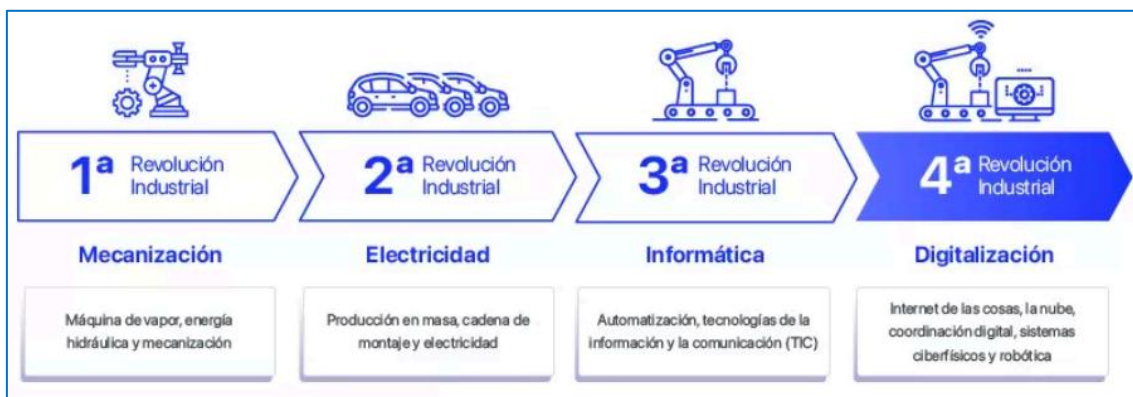 1ª Revolución
Industrial
2ª Revolución
Industrial
3ª Revolución
Industrial
4ª Revolución
Industrial
Mecanización
Electricidad
Informática
Digitalización
Máquina de vapor, energía
hidráulica y mecanización
Producción en masa, cadena de
montaje y electricidad
Automatización, tecnologías de la
información y la comunicación (TIC)
Internet de las cosas, la nube,
coordinación digital, sistemas
ciberfísicos y robótica